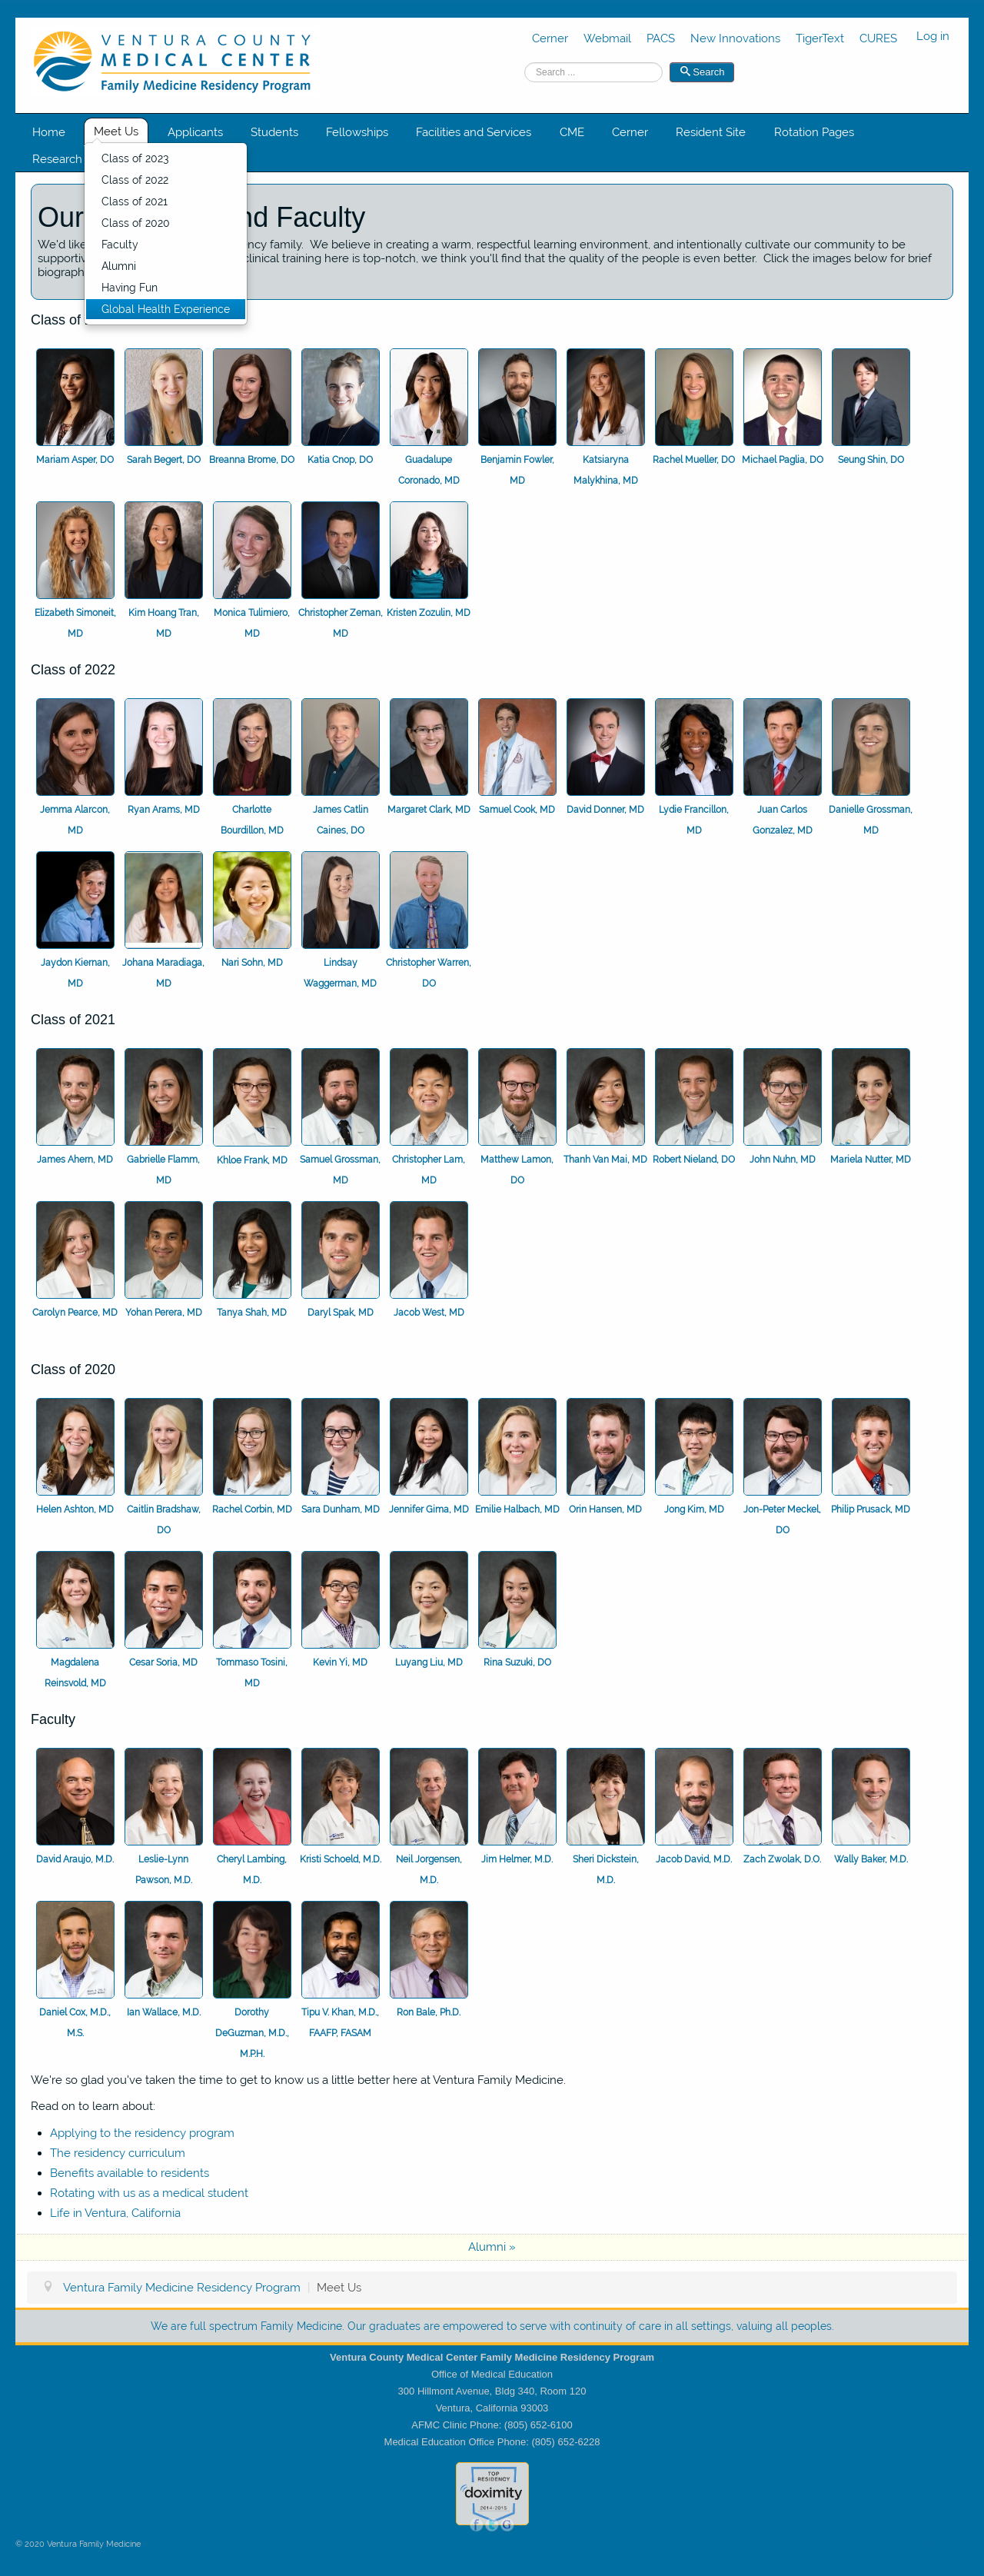 VENTURA COUNTY
MEDICAL CENTER
Family Medicine Residency Program
Cerner Webmail PACS New Innovations TigerText CURES Log in
Search ... Search
Home Meet Us Applicants Students Fellowships Facilities and Services CME Cerner Resident Site Rotation Pages
Research
Class of 2023
Class of 2022
Class of 2021
Class of 2020
Faculty
Alumni
Having Fun
Global Health Experience
Our nd Faculty
We'd like ency family. We believe in creating a warm, respectful learning environment, and intentionally cultivate our community to be
supportiv clinical training here is top-notch, we think you'll find that the quality of the people is even better. Click the images below for brief
biograph
Class of
Mariam Asper, DO
Sarah Begert, DO
Breanna Brome, DO
Katia Cnop, DO
Guadalupe
Coronado, MD
Benjamin Fowler,
MD
Katsiaryna
Malykhina, MD
Rachel Mueller, DO
Michael Paglia, DO
Seung Shin, DO
Elizabeth Simoneit,
MD
Kim Hoang Tran,
MD
Monica Tulimiero,
MD
Christopher Zeman,
MD
Kristen Zozulin, MD
Class of 2022
Jemma Alarcon,
MD
Ryan Arams, MD
Charlotte
Bourdillon, MD
James Catlin
Caines, DO
Margaret Clark, MD
Samuel Cook, MD
David Donner, MD
Lydie Francillon,
MD
Juan Carlos
Gonzalez, MD
Danielle Grossman,
MD
Jaydon Kiernan,
MD
Johana Maradiaga,
MD
Nari Sohn, MD
Lindsay
Waggerman, MD
Christopher Warren,
DO
Class of 2021
James Ahern, MD
Gabrielle Flamm,
MD
Khloe Frank, MD
Samuel Grossman,
MD
Christopher Lam,
MD
Matthew Lamon,
DO
Thanh Van Mai, MD
Robert Nieland, DO
John Nuhn, MD
Mariela Nutter, MD
Carolyn Pearce, MD
Yohan Perera, MD
Tanya Shah, MD
Daryl Spak, MD
Jacob West, MD
Class of 2020
Helen Ashton, MD
Caitlin Bradshaw,
DO
Rachel Corbin, MD
Sara Dunham, MD
Jennifer Gima, MD
Emilie Halbach, MD
Orin Hansen, MD
Jong Kim, MD
Jon-Peter Meckel,
DO
Philip Prusack, MD
Magdalena
Reinsvold, MD
Cesar Soria, MD
Tommaso Tosini,
MD
Kevin Yi, MD
Luyang Liu, MD
Rina Suzuki, DO
Faculty
David Araujo, M.D.
Leslie-Lynn
Pawson, M.D.
Cheryl Lambing,
M.D.
Kristi Schoeld, M.D.
Neil Jorgensen,
M.D.
Jim Helmer, M.D.
Sheri Dickstein,
M.D.
Jacob David, M.D.
Zach Zwolak, D.O.
Wally Baker, M.D.
Daniel Cox, M.D.,
M.S.
Ian Wallace, M.D.
Dorothy
DeGuzman, M.D.,
M.P.H.
Tipu V. Khan, M.D.,
FAAFP, FASAM
Ron Bale, Ph.D.
We're so glad you've taken the time to get to know us a little better here at Ventura Family Medicine.
Read on to learn about:
Applying to the residency program
The residency curriculum
Benefits available to residents
Rotating with us as a medical student
Life in Ventura, California
Alumni »
Ventura Family Medicine Residency Program | Meet Us
We are full spectrum Family Medicine. Our graduates are empowered to serve with continuity of care in all settings, valuing all peoples.
Ventura County Medical Center Family Medicine Residency Program
Office of Medical Education
300 Hillmont Avenue, Bldg 340, Room 120
Ventura, California 93003
AFMC Clinic Phone: (805) 652-6100
Medical Education Office Phone: (805) 652-6228
TOP
RESIDENCY
doximity
2014-2015
© 2020 Ventura Family Medicine